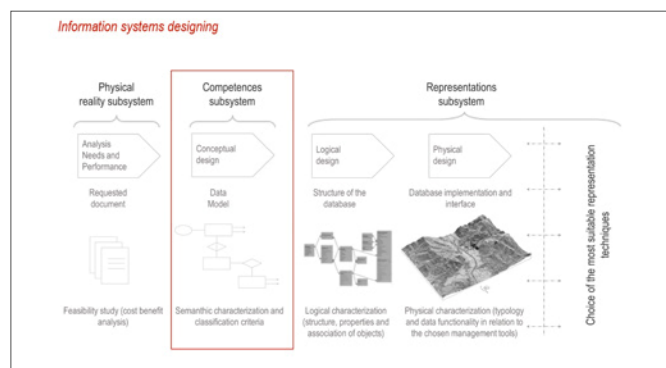 Information systems designing
Physical
reality subsystem
Competences
subsystem
Representations
subsystem
Analysis
Needs and
Performance
Conceptual
design
Logical
design
Physical
design
Requested
document
Data
Model
Structure of the
database
Database implementation and
interface
Feasibility study (cost benefit
analysis)
Semanthic characterization and
classification criteria
Logical characterization
(structure, properties and
association of objects)
Physical characterization (typology
and data functionality in relation to
the chosen management tools)
Choice of the most suitable representation
techniques